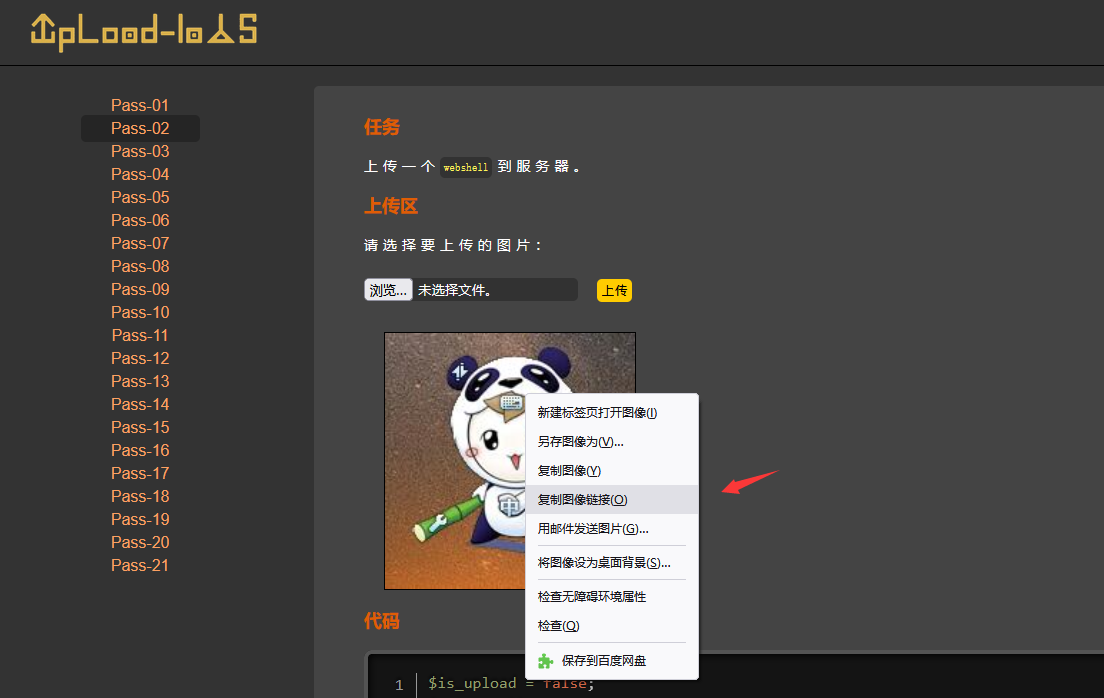 UpLoad-labS
Pass-01
Pass-02
Pass-03
Pass-04
Pass-05
Pass-06
Pass-07
Pass-08
Pass-09
Pass-10
Pass-11
Pass-12
Pass-13
Pass-14
Pass-15
Pass-16
Pass-17
Pass-18
Pass-19
Pass-20
Pass-21
任务
上传一个 webshell 到服务器。
上传区
请选择要上传的图片：
浏览... 未选择文件。 上传
新建标签页打开图像(I)
另存图像为(V)...
复制图像(Y)
复制图像链接(O)
用邮件发送图片(G)...
将图像设为桌面背景(S)...
检查无障碍环境属性
检查(Q)
保存到百度网盘
代码
1 $is_upload = false;